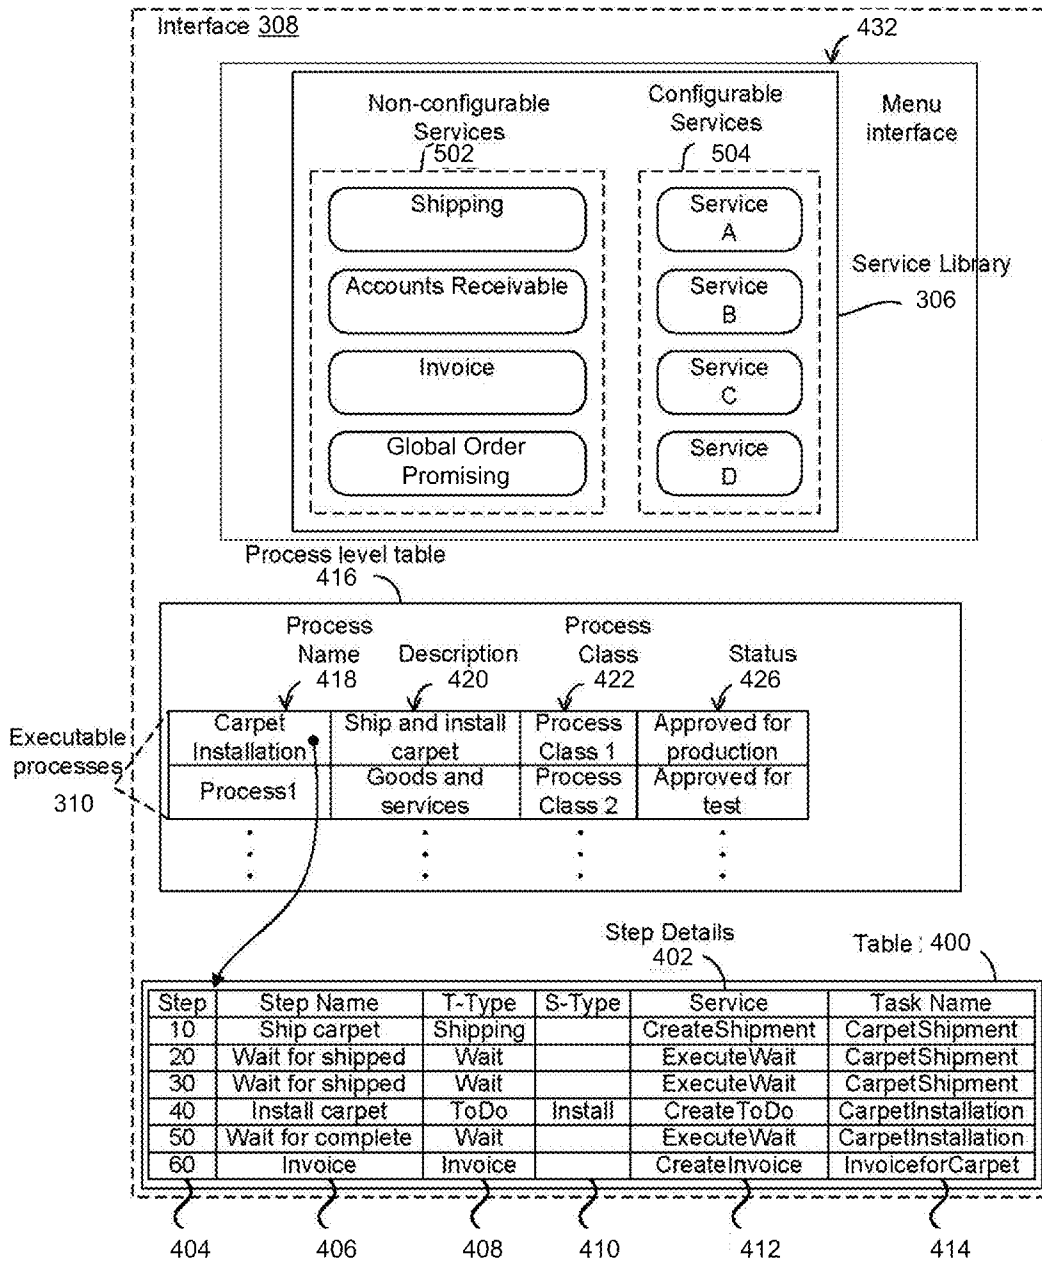 Interface 308
432
Non-configurable Services 502
Configurable Services 504
Menu interface
Shipping
Service A
Accounts Receivable
Service B
Service Library 306
Invoice
Service C
Global Order Promising
Service D
Process level table 416
Process Name 418
Description 420
Process Class 422
Status 426
Executable processes 310
Carpet Installation
Ship and install carpet
Process Class 1
Approved for production
Process1
Goods and services
Process Class 2
Approved for test
Step Details 402
Table : 400
Step Step Name T-Type S-Type Service Task Name
10 Ship carpet Shipping CreateShipment CarpetShipment
20 Wait for shipped Wait ExecuteWait CarpetShipment
30 Wait for shipped Wait ExecuteWait CarpetShipment
40 Install carpet ToDo Install CreateToDo CarpetInstallation
50 Wait for complete Wait ExecuteWait CarpetInstallation
60 Invoice Invoice CreateInvoice InvoiceforCarpet
404 406 408 410 412 414